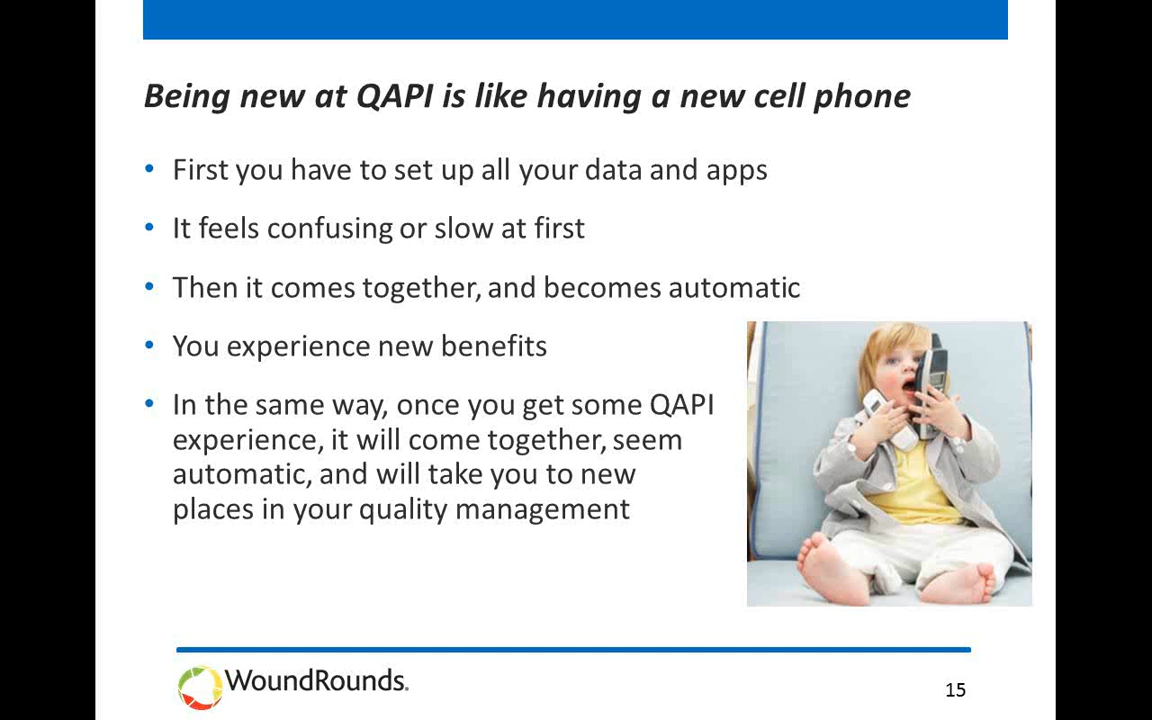 Being new at QAPI is like having a new cell phone
• First you have to set up all your data and apps
• It feels confusing or slow at first
• Then it comes together, and becomes automatic
• You experience new benefits
• In the same way, once you get some QAPI
experience, it will come together, seem
automatic, and will take you to new
places in your quality management
WoundRounds.
15